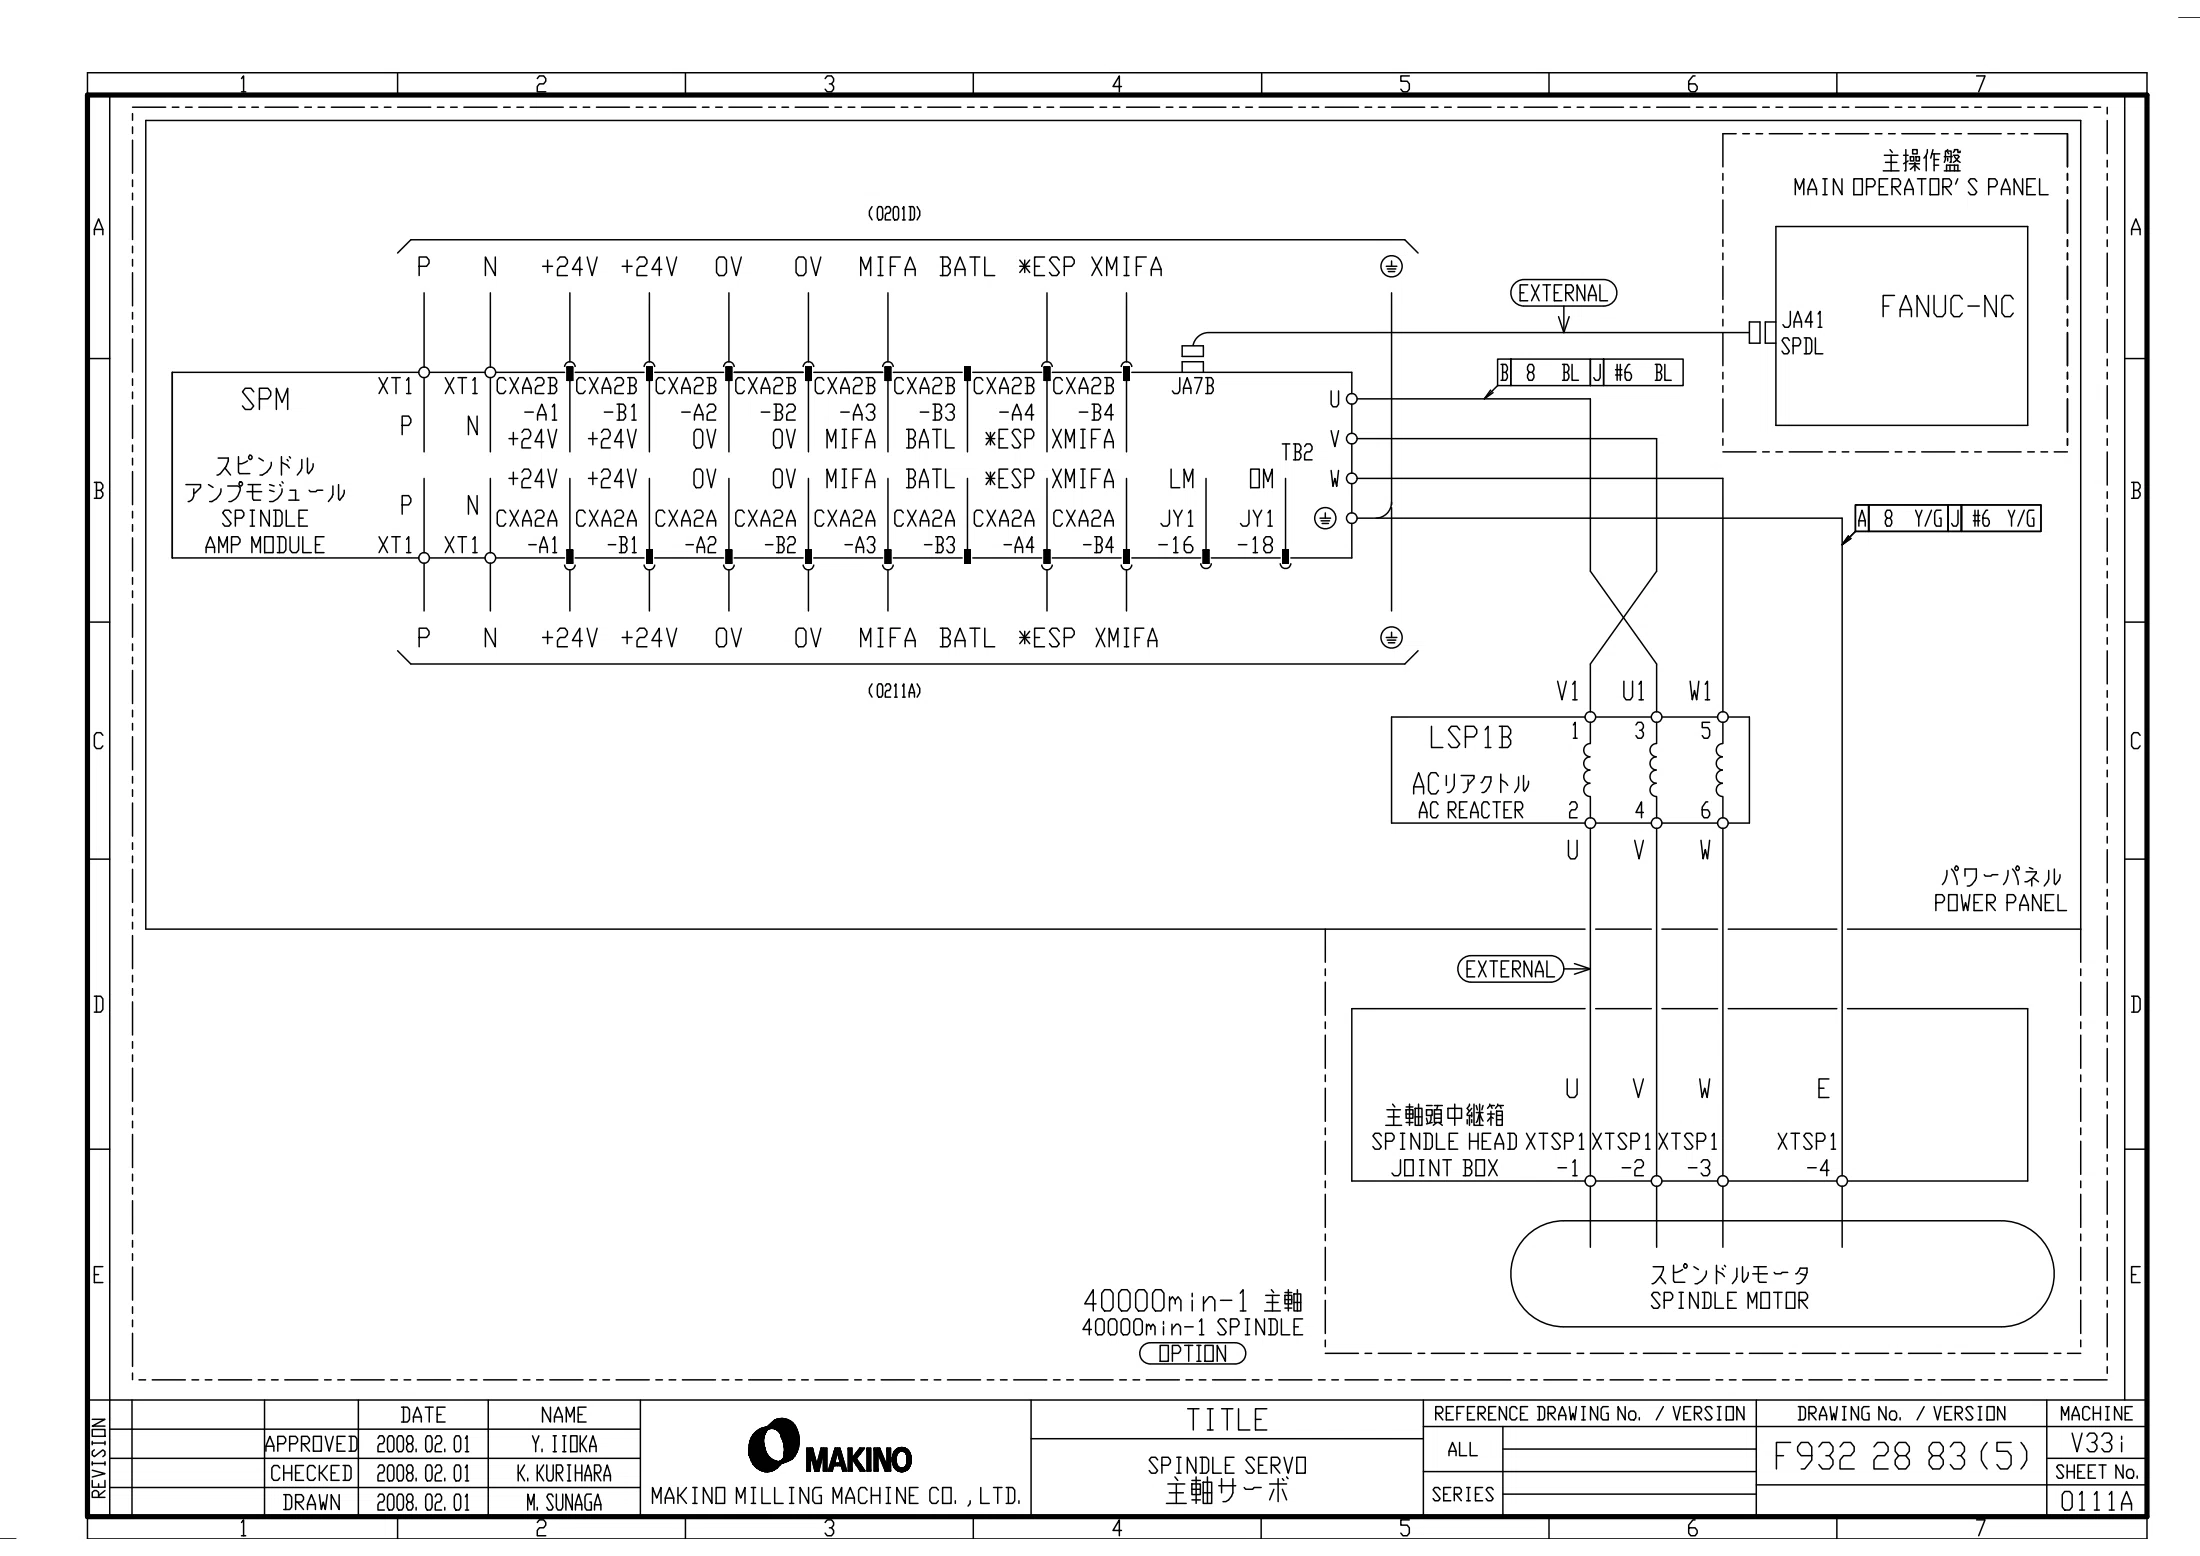 1 2 3 4 5 6 7
主操作盤
MAIN OPERATOR'S PANEL
(0201D)
A A
P N +24V +24V 0V 0V MIFA BATL *ESP XMIFA
EXTERNAL
FANUC-NC
JA41
SPDL
B 8 BL J #6 BL
SPM
XT1 XT1 CXA2B CXA2B CXA2B CXA2B CXA2B CXA2B CXA2B CXA2B JA7B
-A1 -B1 -A2 -B2 -A3 -B3 -A4 -B4
U
P N +24V +24V 0V 0V MIFA BATL *ESP XMIFA
V
TB2
スピンドル
アンプモジュール
SPINDLE
AMP MODULE
+24V +24V 0V 0V MIFA BATL *ESP XMIFA LM OM
W
B B
P N CXA2A CXA2A CXA2A CXA2A CXA2A CXA2A CXA2A CXA2A JY1 JY1
XT1 XT1 -A1 -B1 -A2 -B2 -A3 -B3 -A4 -B4 -16 -18
A 8 Y/G J #6 Y/G
P N +24V +24V 0V 0V MIFA BATL *ESP XMIFA
(0211A)
V1 U1 W1
C C
1 3 5
LSP1B
ACリアクトル
AC REACTER
2 4 6
U V W
パワーパネル
POWER PANEL
EXTERNAL
D D
U V W E
主軸頭中継箱
SPINDLE HEAD XTSP1 XTSP1 XTSP1 XTSP1
JOINT BOX -1 -2 -3 -4
E E
スピンドルモータ
SPINDLE MOTOR
40000min-1 主軸
40000min-1 SPINDLE
OPTION
REVISION
DATE NAME
APPROVED 2008.02.01 Y. IIOKA
CHECKED 2008.02.01 K. KURIHARA
DRAWN 2008.02.01 M. SUNAGA
MAKINO
MAKINO MILLING MACHINE CO.,LTD.
TITLE
SPINDLE SERVO
主軸サーボ
REFERENCE DRAWING No. / VERSION
ALL
SERIES
DRAWING No. / VERSION
F932 28 83(5)
MACHINE
V33i
SHEET No.
0111A
1 2 3 4 5 6 7